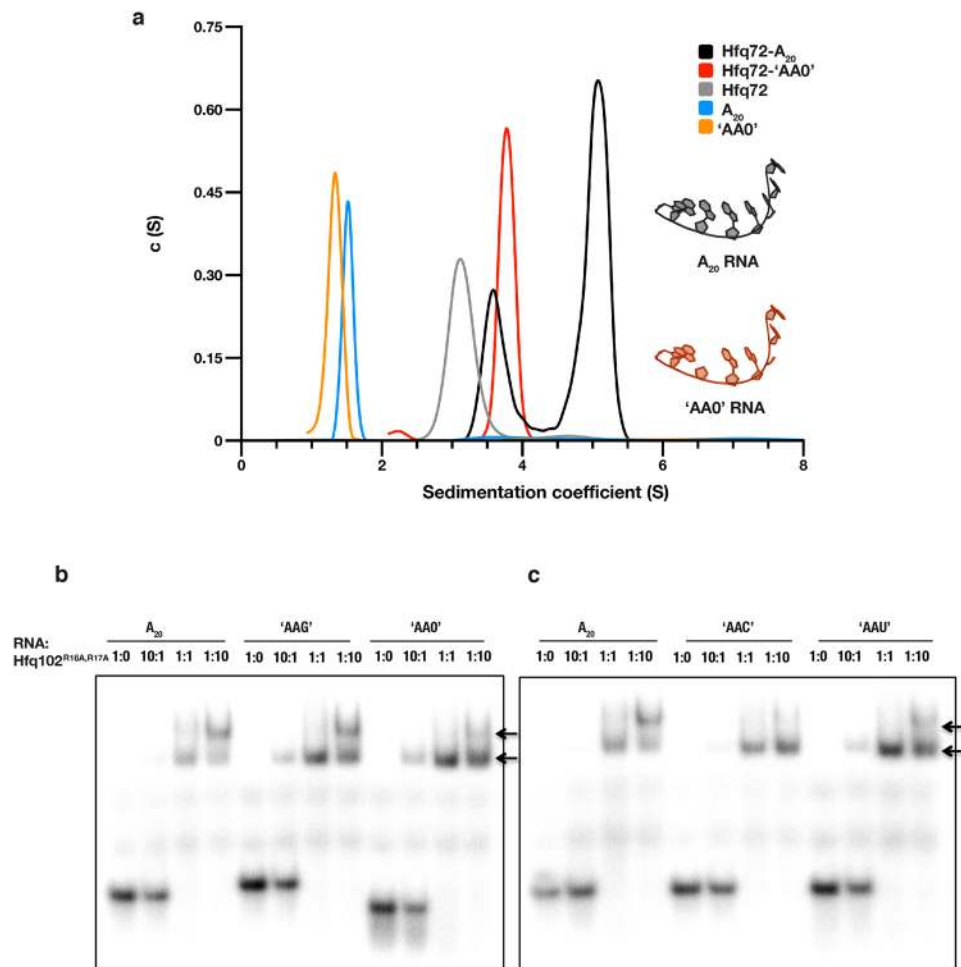 a
0.75
0.60
0.45
0.30
0.15
0
c (S)
0 2 4 6 8
Sedimentation coefficient (S)
Hfq72-A₂₀
Hfq72-‘AA0’
Hfq72
A₂₀
‘AA0’
A₂₀ RNA
‘AA0’ RNA
b
A₂₀ ‘AAG’ ‘AA0’
RNA:
Hfq102ᴿ¹⁶ᴬ,ᴿ¹⁷ᴬ 1:0 10:1 1:1 1:10 1:0 10:1 1:1 1:10 1:0 10:1 1:1 1:10
c
A₂₀ ‘AAC’ ‘AAU’
1:0 10:1 1:1 1:10 1:0 10:1 1:1 1:10 1:0 10:1 1:1 1:10